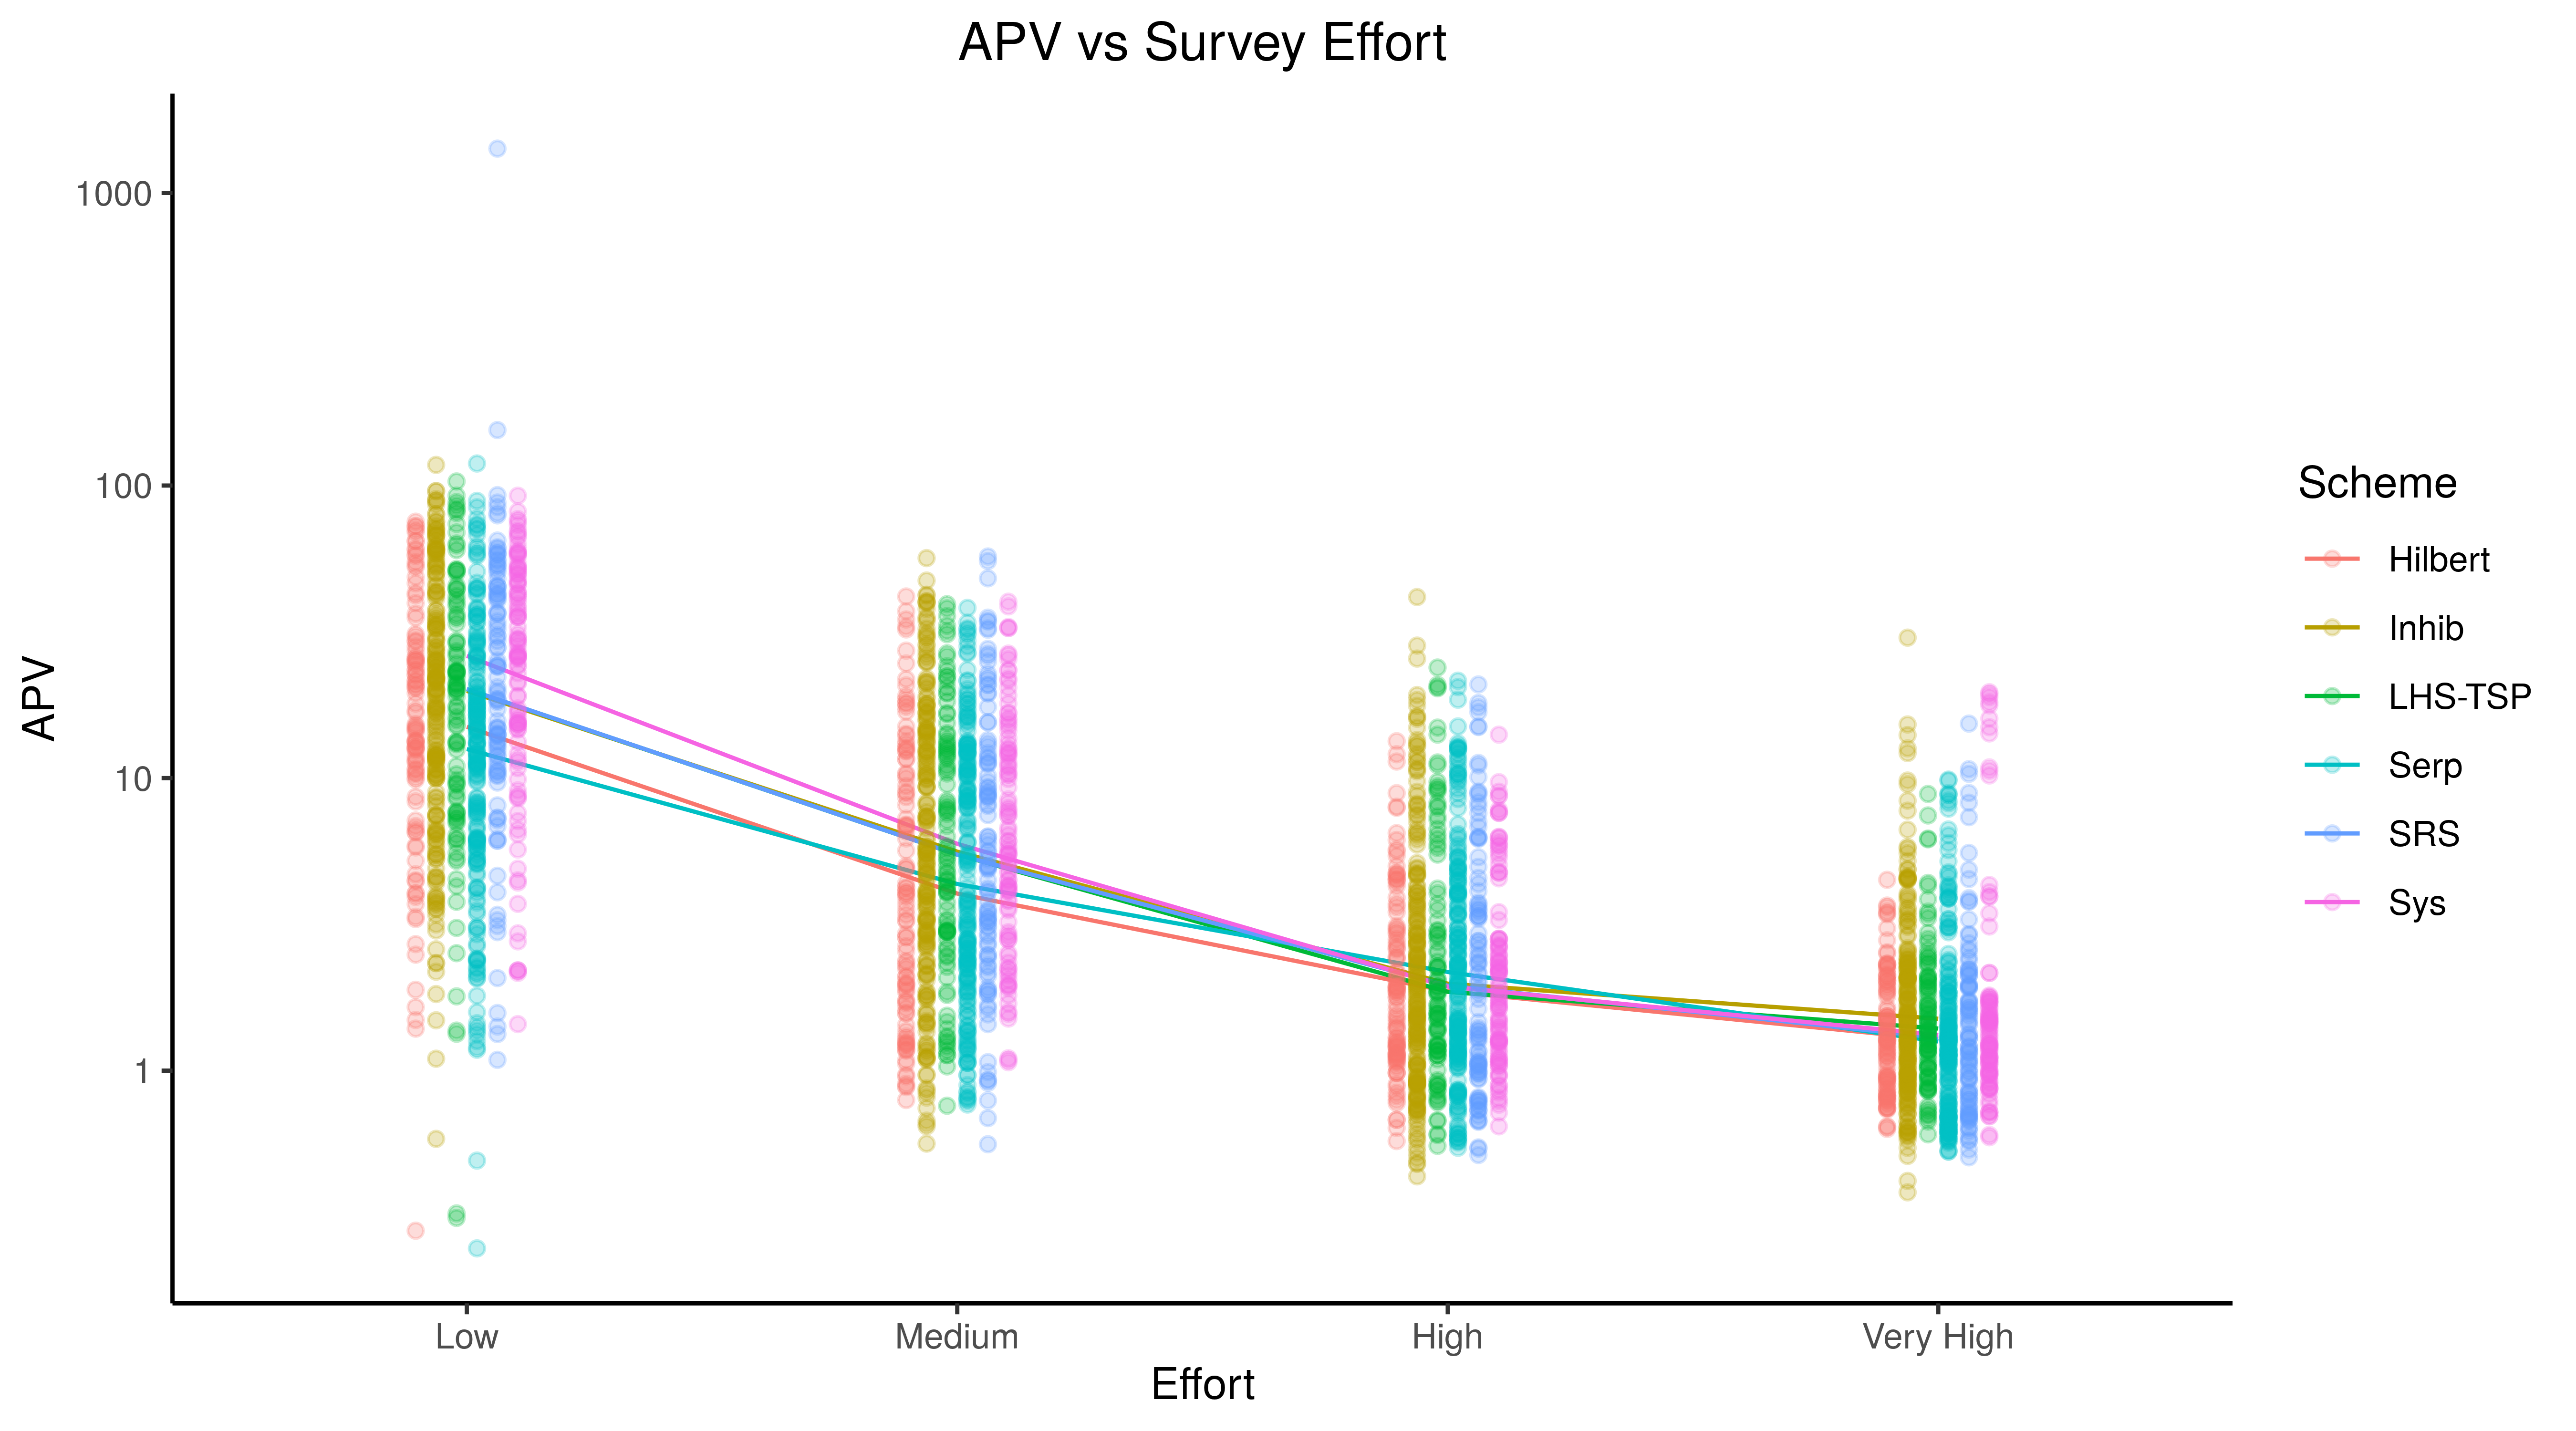 APV vs Survey Effort
APV
1000
100
10
1
Low
Medium
High
Very High
Effort
Scheme
Hilbert
Inhib
LHS-TSP
Serp
SRS
Sys